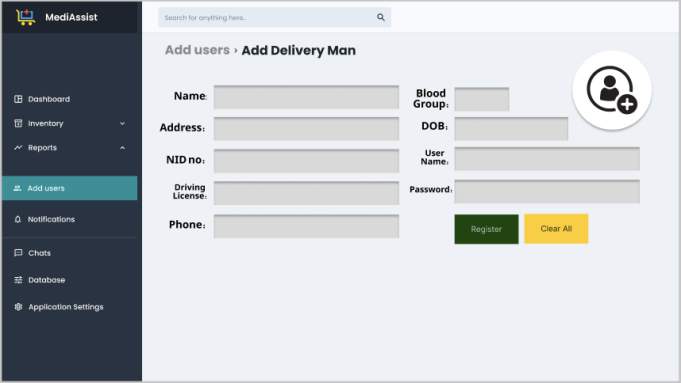 MediAssist
Search for anything here..
Add users › Add Delivery Man
Dashboard
Inventory
Reports
Add users
Notifications
Chats
Database
Application Settings
Name:
Address:
NID no:
Driving
License:
Phone:
Blood
Group:
DOB:
User
Name:
Password:
Register
Clear All